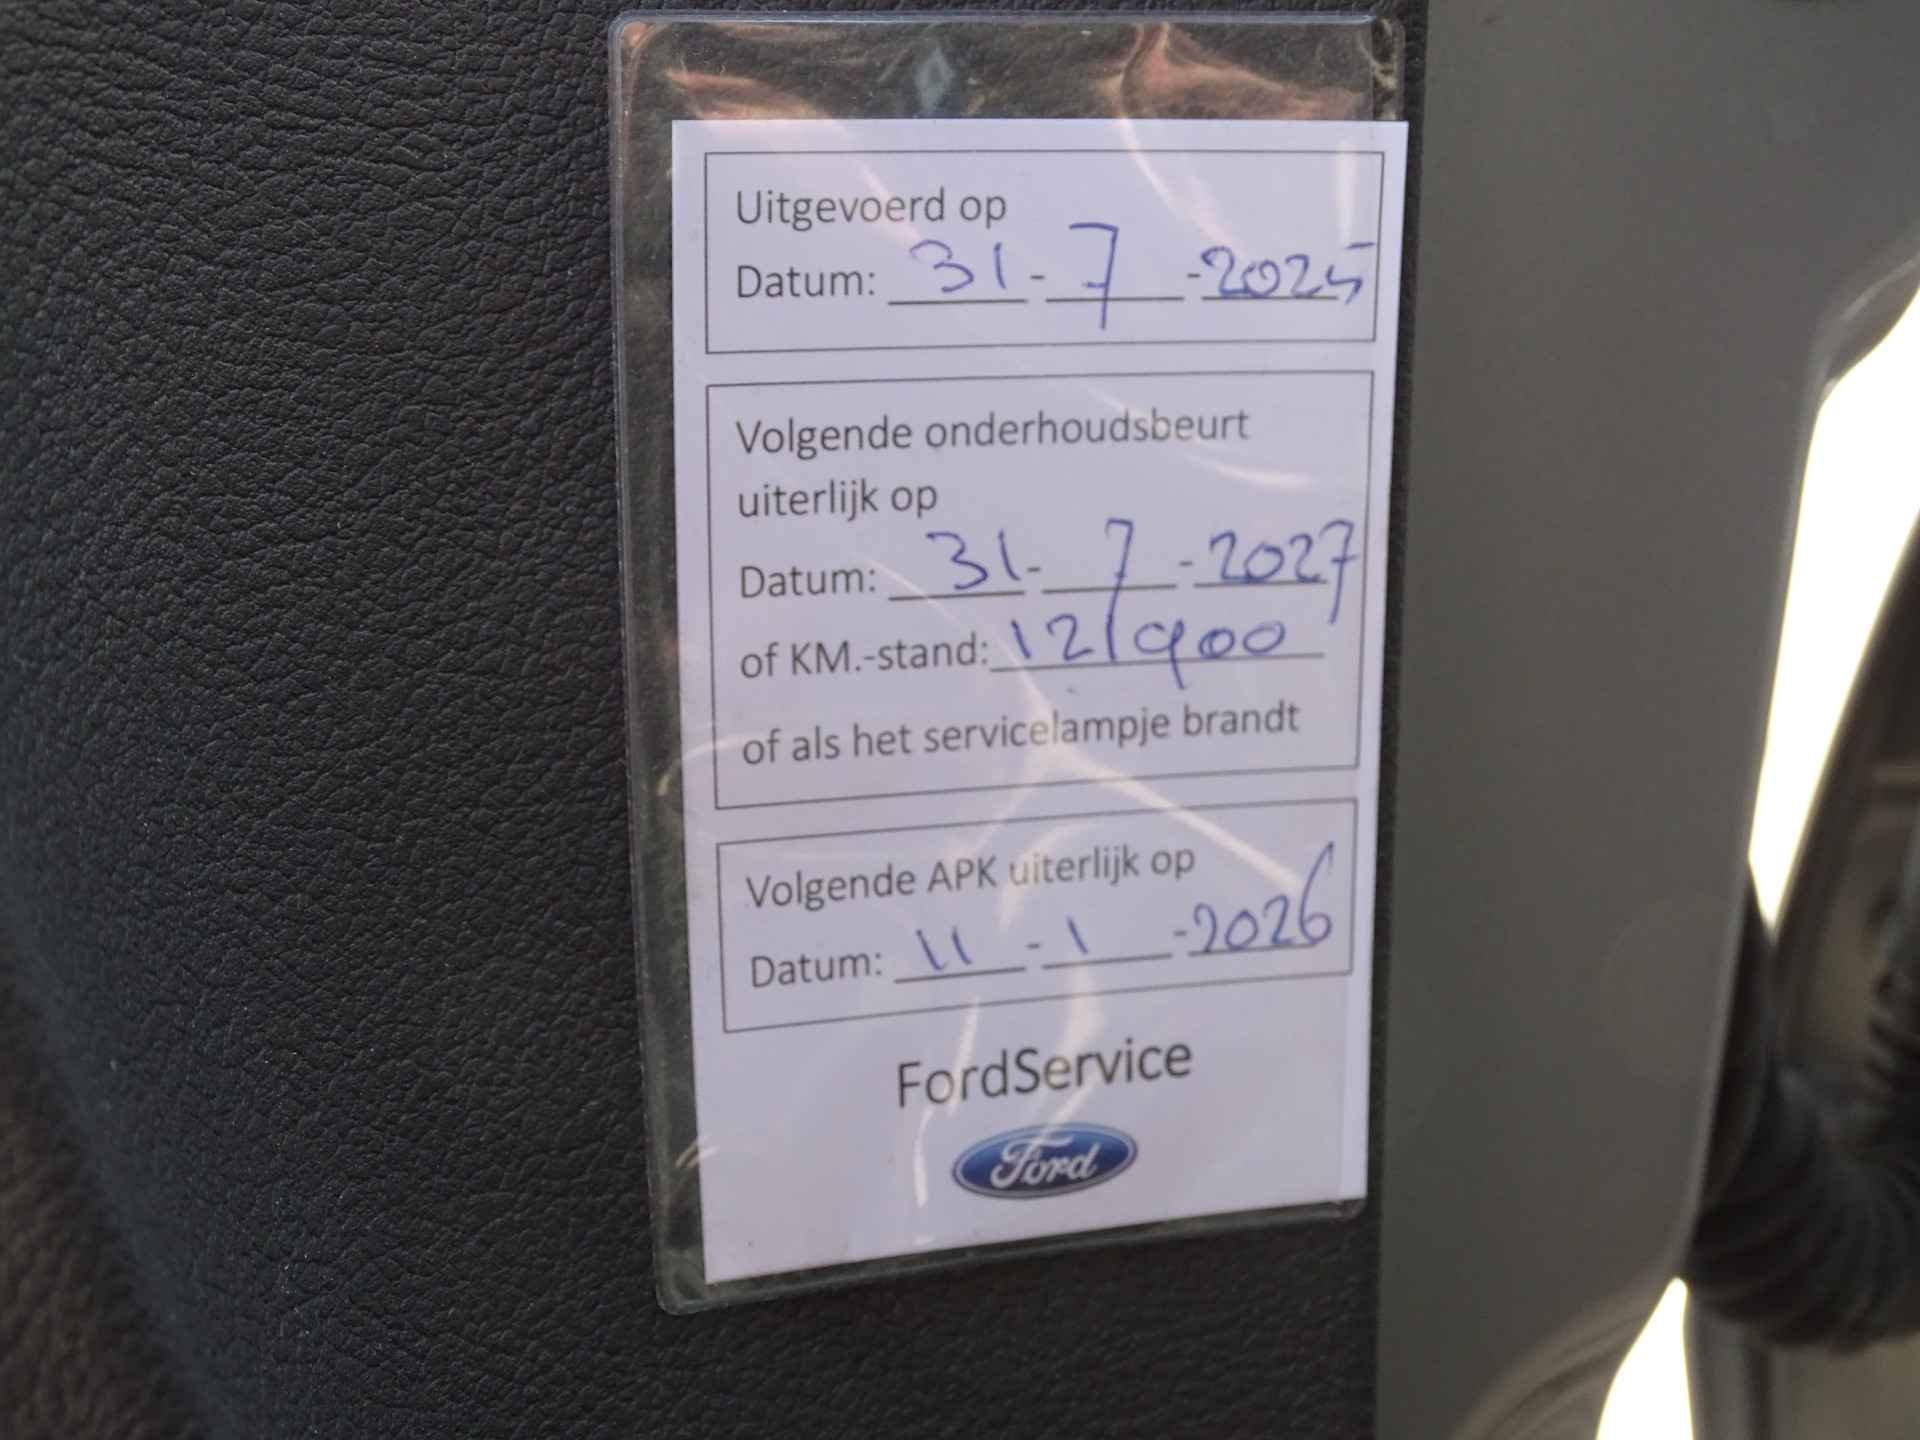 Uitgevoerd op
Datum: 31-7-2025
Volgende onderhoudsbeurt
uiterlijk op
Datum: 31-7-2027
of KM.-stand: 121900
of als het servicelampje brandt
Volgende APK uiterlijk op
Datum: 11-1-2026
FordService
Ford